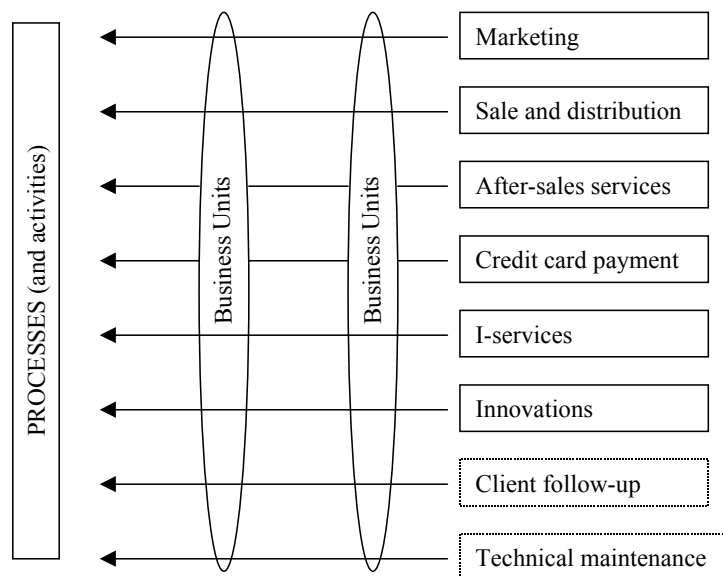 PROCESSES (and activities)
Business Units
Business Units
Marketing
Sale and distribution
After-sales services
Credit card payment
I-services
Innovations
Client follow-up
Technical maintenance